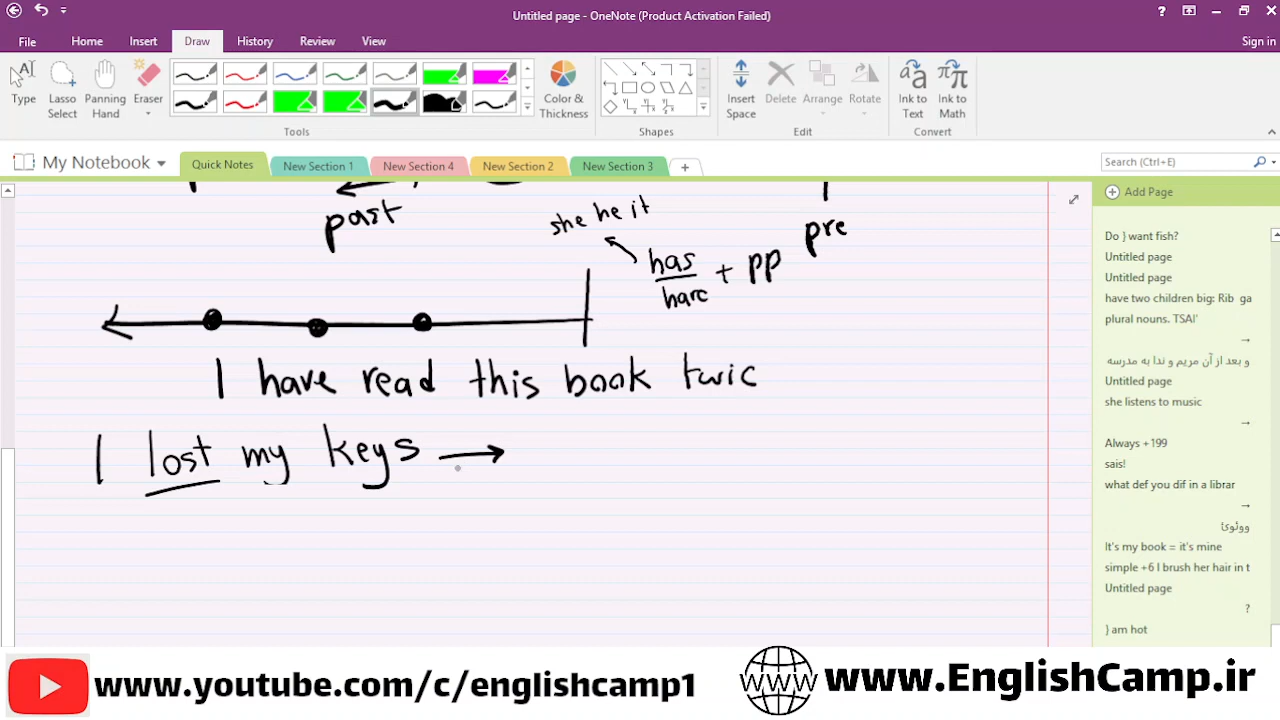 Untitled page - OneNote (Product Activation Failed)
File Home Insert Draw History Review View
Sign in
Type
Lasso Select
Panning Hand
Eraser
Color & Thickness
Insert Space
Delete
Arrange
Rotate
Ink to Text
Ink to Math
Tools
Shapes
Edit
Convert
My Notebook
Quick Notes
New Section 1
New Section 4
New Section 2
New Section 3
Search (Ctrl+E)
Add Page
past
pre
she he it
has
have + pp
I have read this book twic
I lost my keys →
Do } want fish?
Untitled page
Untitled page
have two children big: Rib ga
plural nouns. TSAI'
→
و بعد از آن مریم و ندا به مدرسه
Untitled page
she listens to music
→
Always +199
sais!
what def you dif in a librar
→
ووئوئ
It's my book = it's mine
simple +6 I brush her hair in t
Untitled page
?
} am hot
www.youtube.com/c/englishcamp1
WWW
www.EnglishCamp.ir